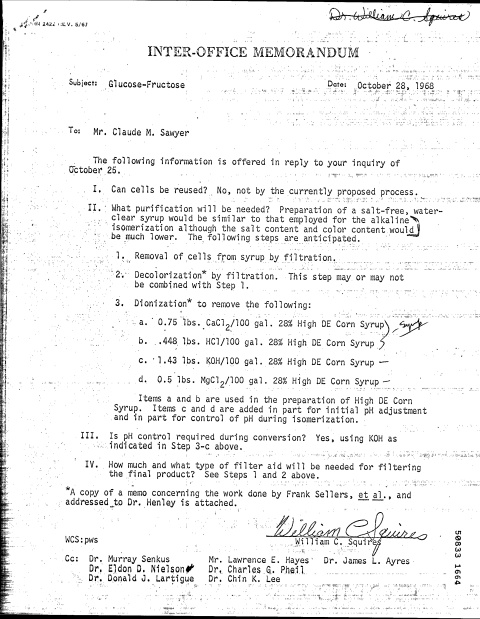 Dr. William C. Squires
2422 REV. 8/67
INTER-OFFICE MEMORANDUM
Subject: Glucose-Fructose Date: October 28, 1968
To: Mr. Claude M. Sawyer
The following information is offered in reply to your inquiry of
October 25.
I. Can cells be reused? No, not by the currently proposed process.
II. What purification will be needed? Preparation of a salt-free, water-
clear syrup would be similar to that employed for the alkaline
isomerization although the salt content and color content would
be much lower. The following steps are anticipated.
1. Removal of cells from syrup by filtration.
2. Decolorization* by filtration. This step may or may not
be combined with Step 1.
3. Dionization* to remove the following:
a. 0.75 lbs. CaCl2/100 gal. 28% High DE Corn Syrup
b. .448 lbs. HCl/100 gal. 28% High DE Corn Syrup
c. 1.43 lbs. KOH/100 gal. 28% High DE Corn Syrup
d. 0.5 lbs. MgCl2/100 gal. 28% High DE Corn Syrup
Items a and b are used in the preparation of High DE Corn
Syrup. Items c and d are added in part for initial pH adjustment
and in part for control of pH during isomerization.
III. Is pH control required during conversion? Yes, using KOH as
indicated in Step 3-c above.
IV. How much and what type of filter aid will be needed for filtering
the final product? See Steps 1 and 2 above.
*A copy of a memo concerning the work done by Frank Sellers, et al., and
addressed to Dr. Henley is attached.
William C Squires
WCS:pws William C. Squires
Cc: Dr. Murray Senkus Mr. Lawrence E. Hayes Dr. James L. Ayres
Dr. Eldon D. Nielson Dr. Charles G. Pheil
Dr. Donald J. Lartigue Dr. Chin K. Lee
50833 1664